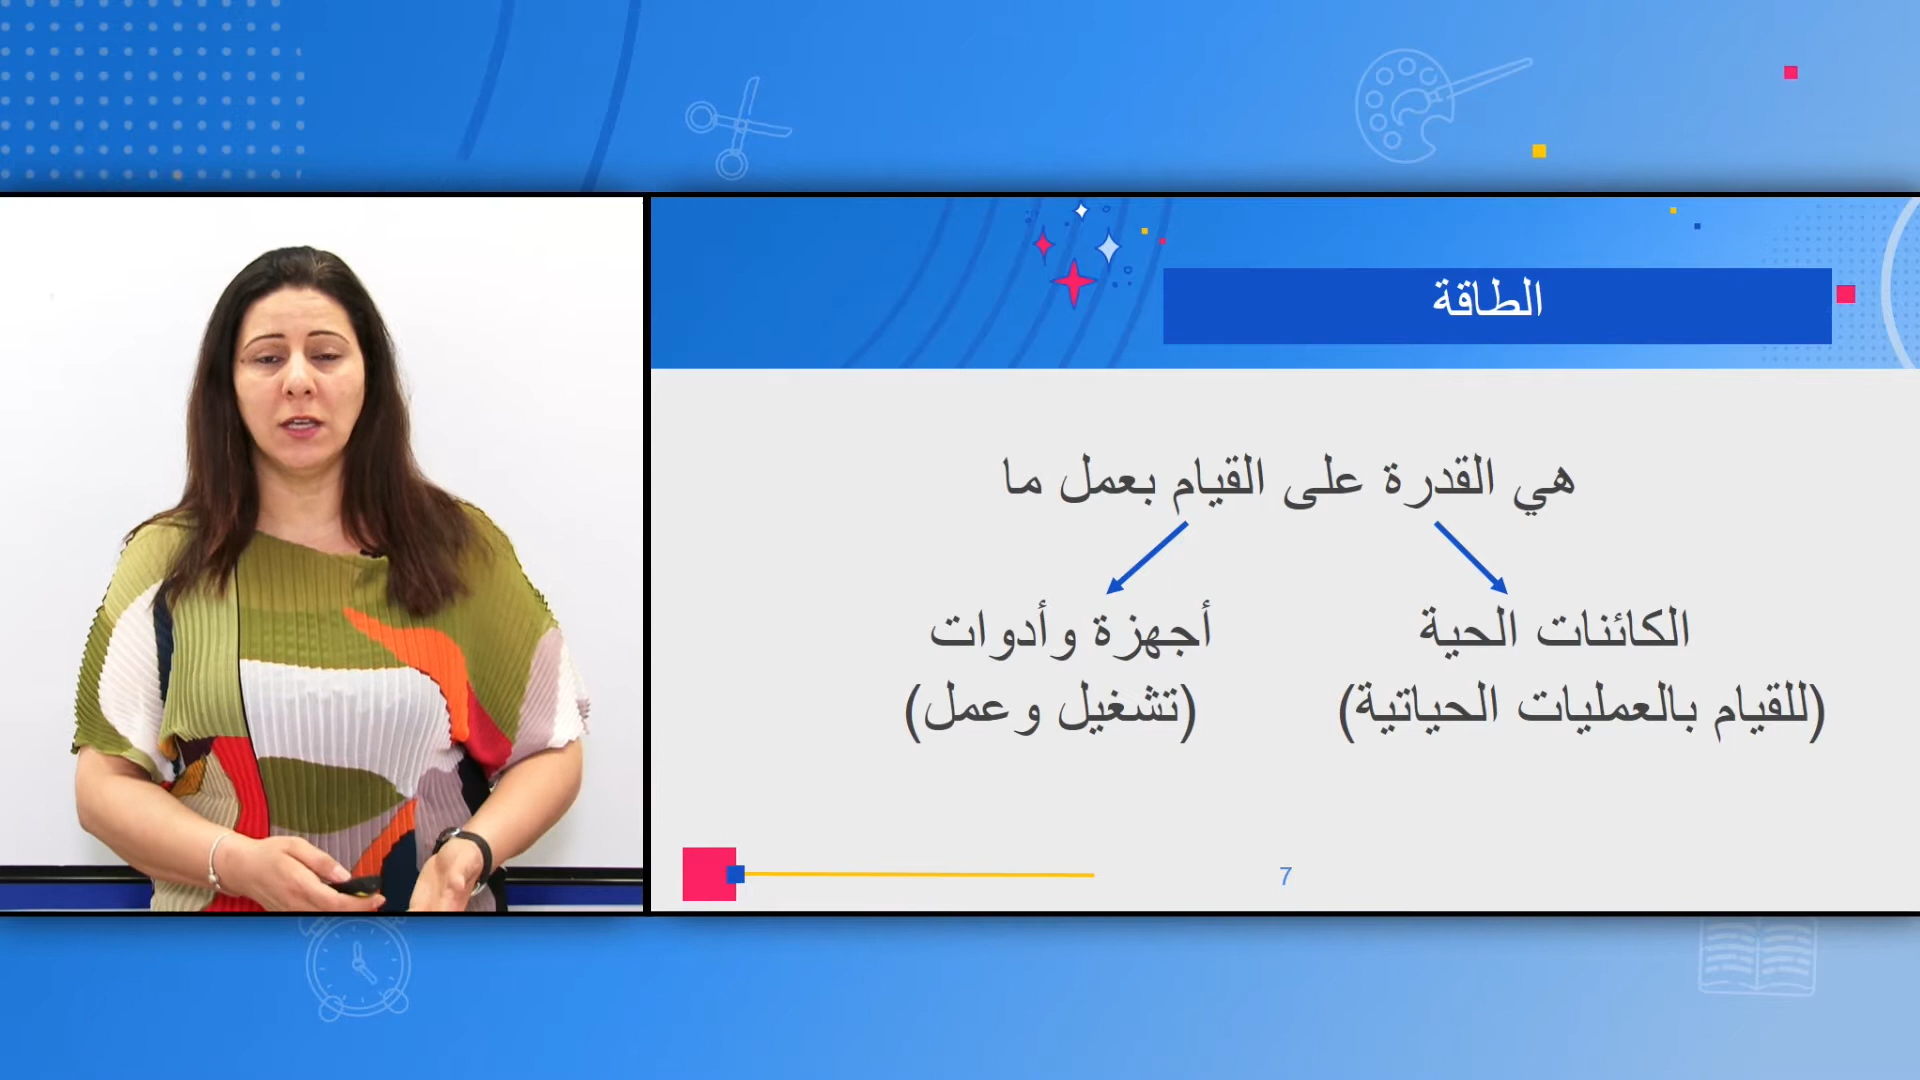 الطاقة
هي القدرة على القيام بعمل ما
الكائنات الحية
(للقيام بالعمليات الحياتية)
أجهزة وأدوات
(تشغيل وعمل)
7